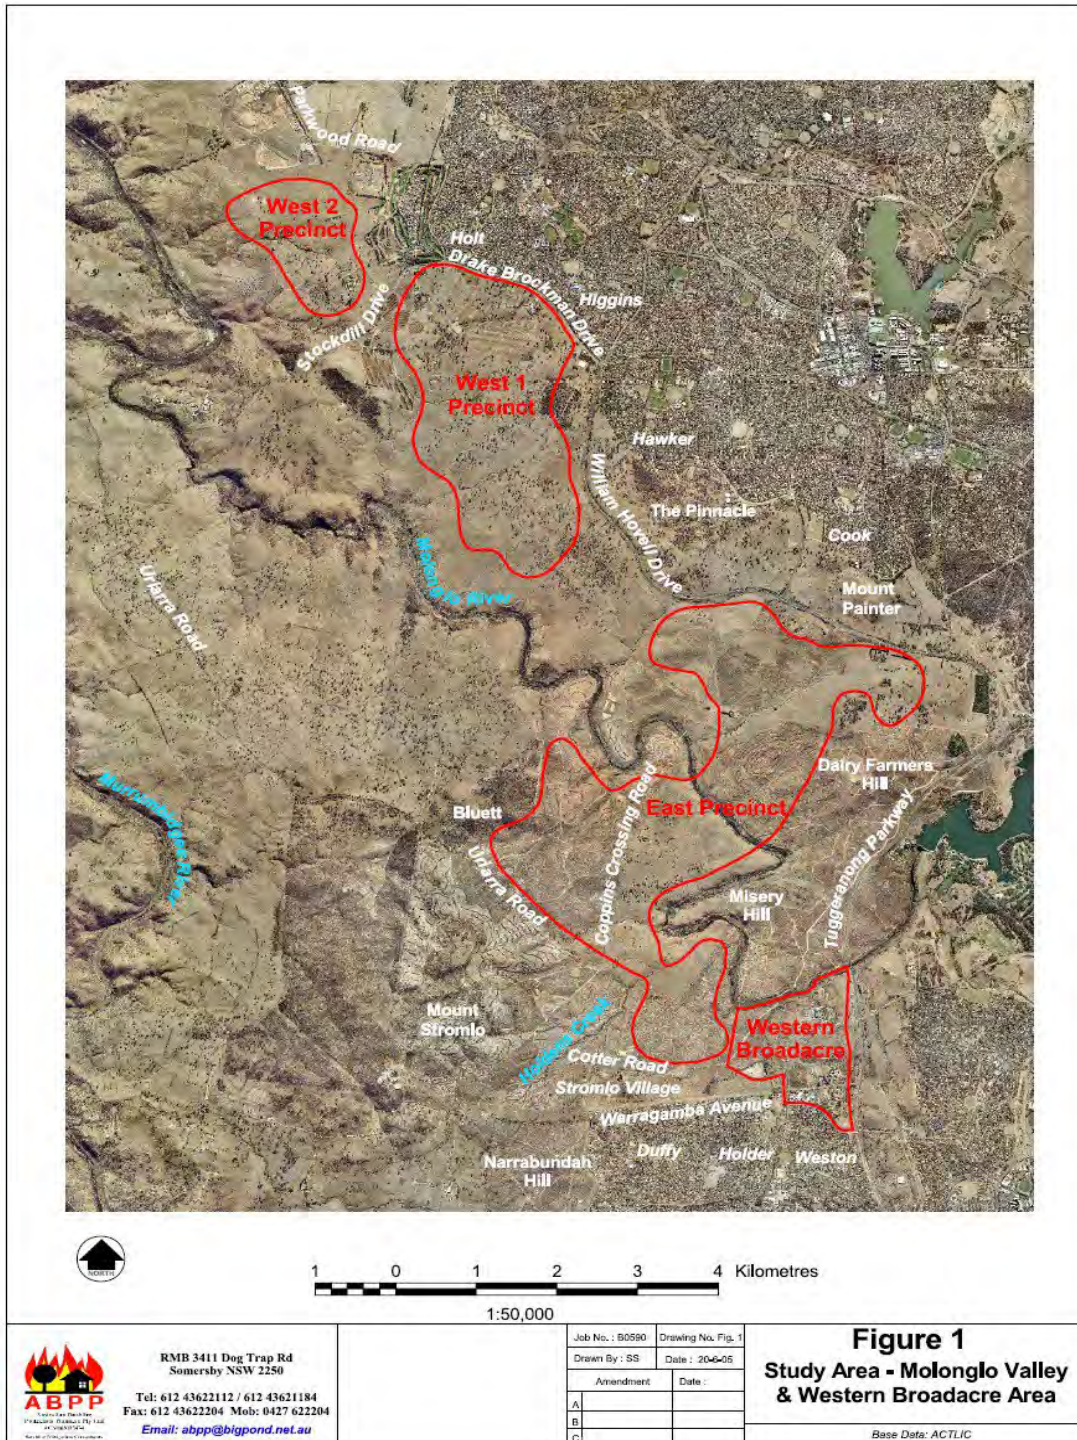 Parkwood Road
West 2
Precinct
Holt
Drake Brockman Drive
Higgins
Stockdill Drive
West 1
Precinct
Hawker
William Hovell Drive
The Pinnacle
Cook
Molonglo River
Uriarra Road
Mount
Painter
Dairy Farmers
Hill
Murrumbidgee River
Bluett
East Precinct
Coppins Crossing Road
Uriarra Road
Tuggeranong Parkway
Misery
Hill
Mount
Stromlo
Holdens Creek
Western
Broadacre
Cotter Road
Stromlo Village
Warragamba Avenue
Duffy
Holder
Weston
Narrabundah
Hill
NORTH
1 0 1 2 3 4 Kilometres
1:50,000
ABPP
RMB 3411 Dog Trap Rd
Somersby NSW 2250
Tel: 612 43622112 / 612 43621184
Fax: 612 43622204 Mob: 0427 622204
Email: abpp@bigpond.net.au
Job No. : B0590
Drawing No. Fig. 1
Drawn By : SS
Date : 20-6-05
Amendment
Date :
A
B
C
Figure 1
Study Area - Molonglo Valley
& Western Broadacre Area
Base Data: ACTLIC